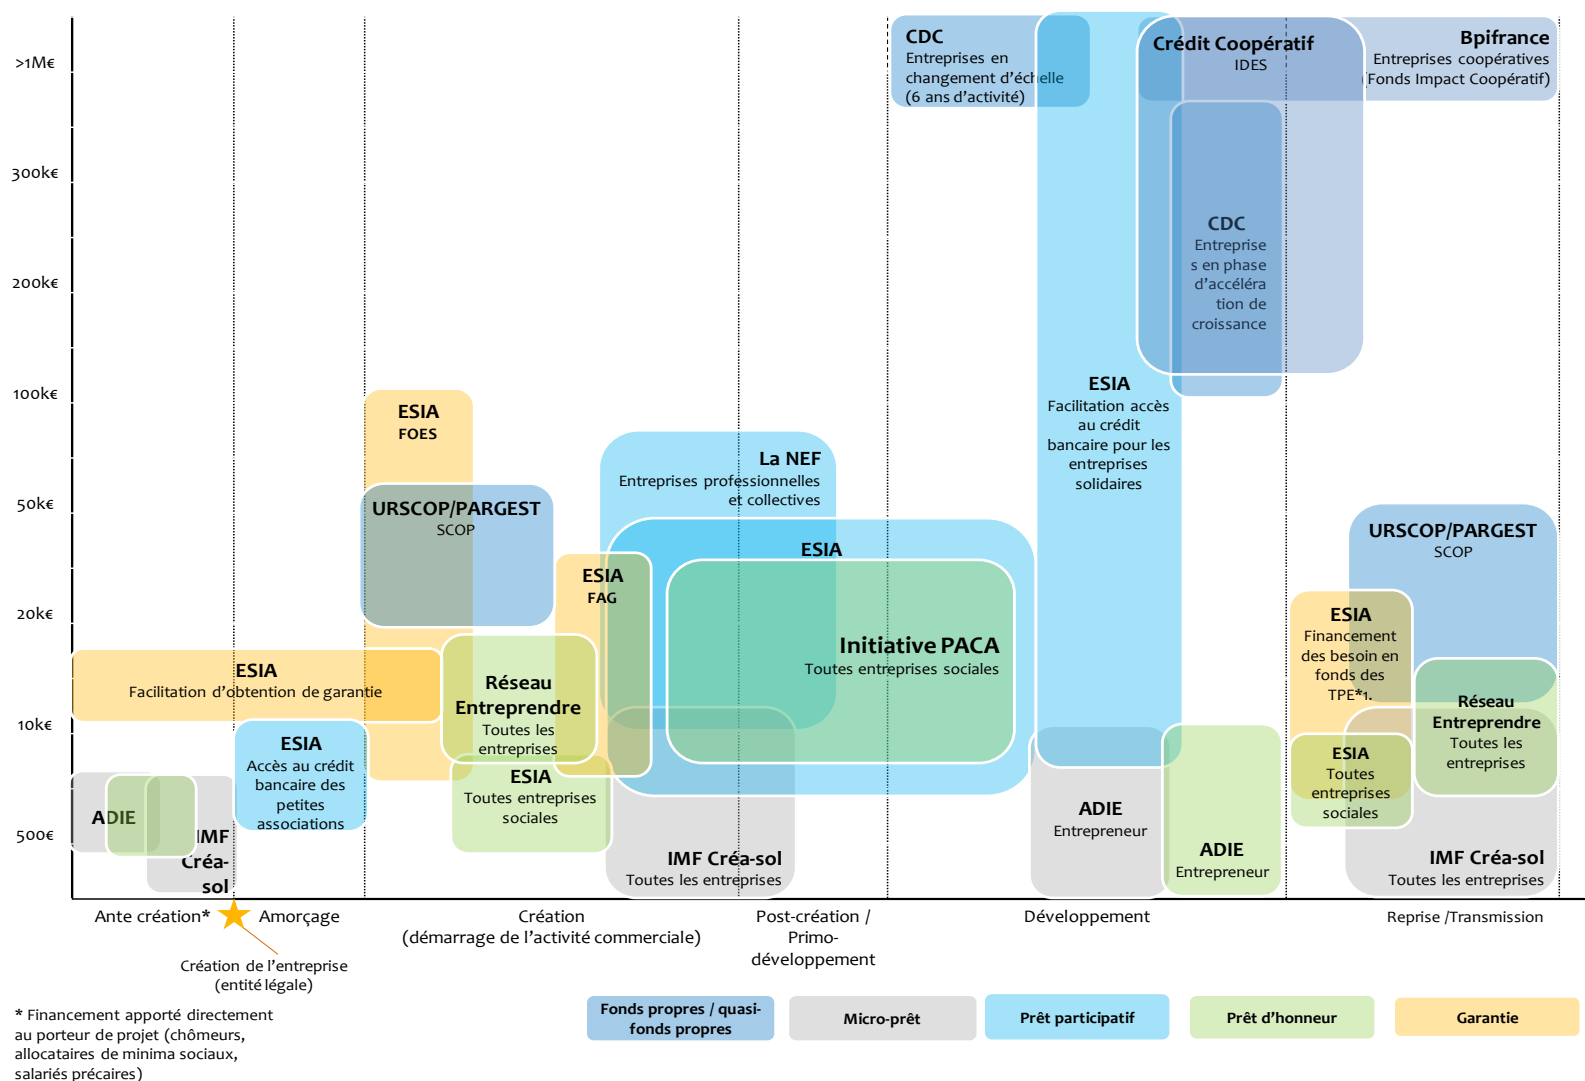 >1M€
300k€
200k€
100k€
50k€
20k€
10k€
500€
CDC
Entreprises en
changement d'échelle
(6 ans d'activité)
Crédit Coopératif
IDES
Bpifrance
Entreprises coopératives
(Fonds Impact Coopératif)
CDC
Entreprise
s en phase
d'accéléra
tion de
croissance
ESIA
Facilitation accès
au crédit
bancaire pour les
entreprises
solidaires
ESIA
FOES
La NEF
Entreprises professionnelles
et collectives
URSCOP/PARGEST
SCOP
ESIA
FAG
ESIA
Initiative PACA
Toutes entreprises sociales
URSCOP/PARGEST
SCOP
ESIA
Financement
des besoin en
fonds des
TPE*1.
ESIA
Facilitation d'obtention de garantie
Réseau
Entreprendre
Toutes les
entreprises
Réseau
Entreprendre
Toutes les
entreprises
ESIA
Accès au crédit
bancaire des
petites
associations
ESIA
Toutes entreprises
sociales
ESIA
Toutes
entreprises
sociales
ADIE
IMF
Créa-
sol
IMF Créa-sol
Toutes les entreprises
ADIE
Entrepreneur
ADIE
Entrepreneur
IMF Créa-sol
Toutes les entreprises
Ante création*
Amorçage
Création
(démarrage de l'activité commerciale)
Post-création /
Primo-
développement
Développement
Reprise /Transmission
Création de l'entreprise
(entité légale)
* Financement apporté directement
au porteur de projet (chômeurs,
allocataires de minima sociaux,
salariés précaires)
Fonds propres / quasi-
fonds propres
Micro-prêt
Prêt participatif
Prêt d'honneur
Garantie